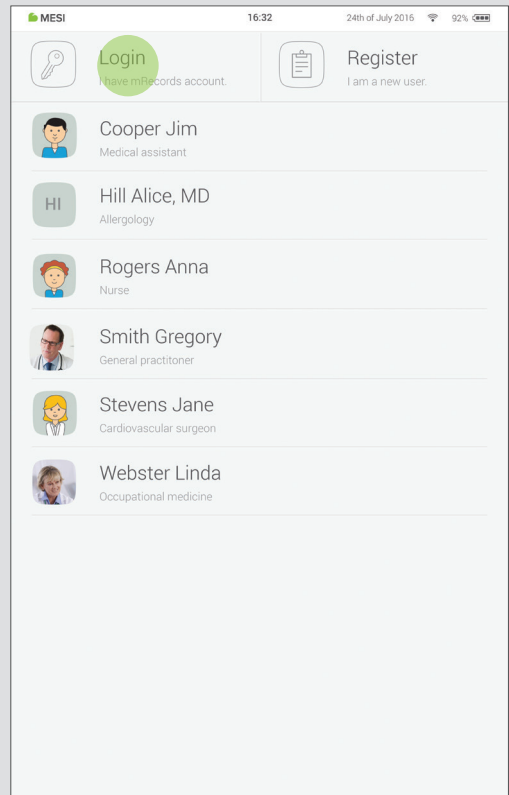 MESI 16:32 24th of July 2016 92%
Login
I have mRecords account.
Register
I am a new user.
Cooper Jim
Medical assistant
HI
Hill Alice, MD
Allergology
Rogers Anna
Nurse
Smith Gregory
General practitoner
Stevens Jane
Cardiovascular surgeon
Webster Linda
Occupational medicine